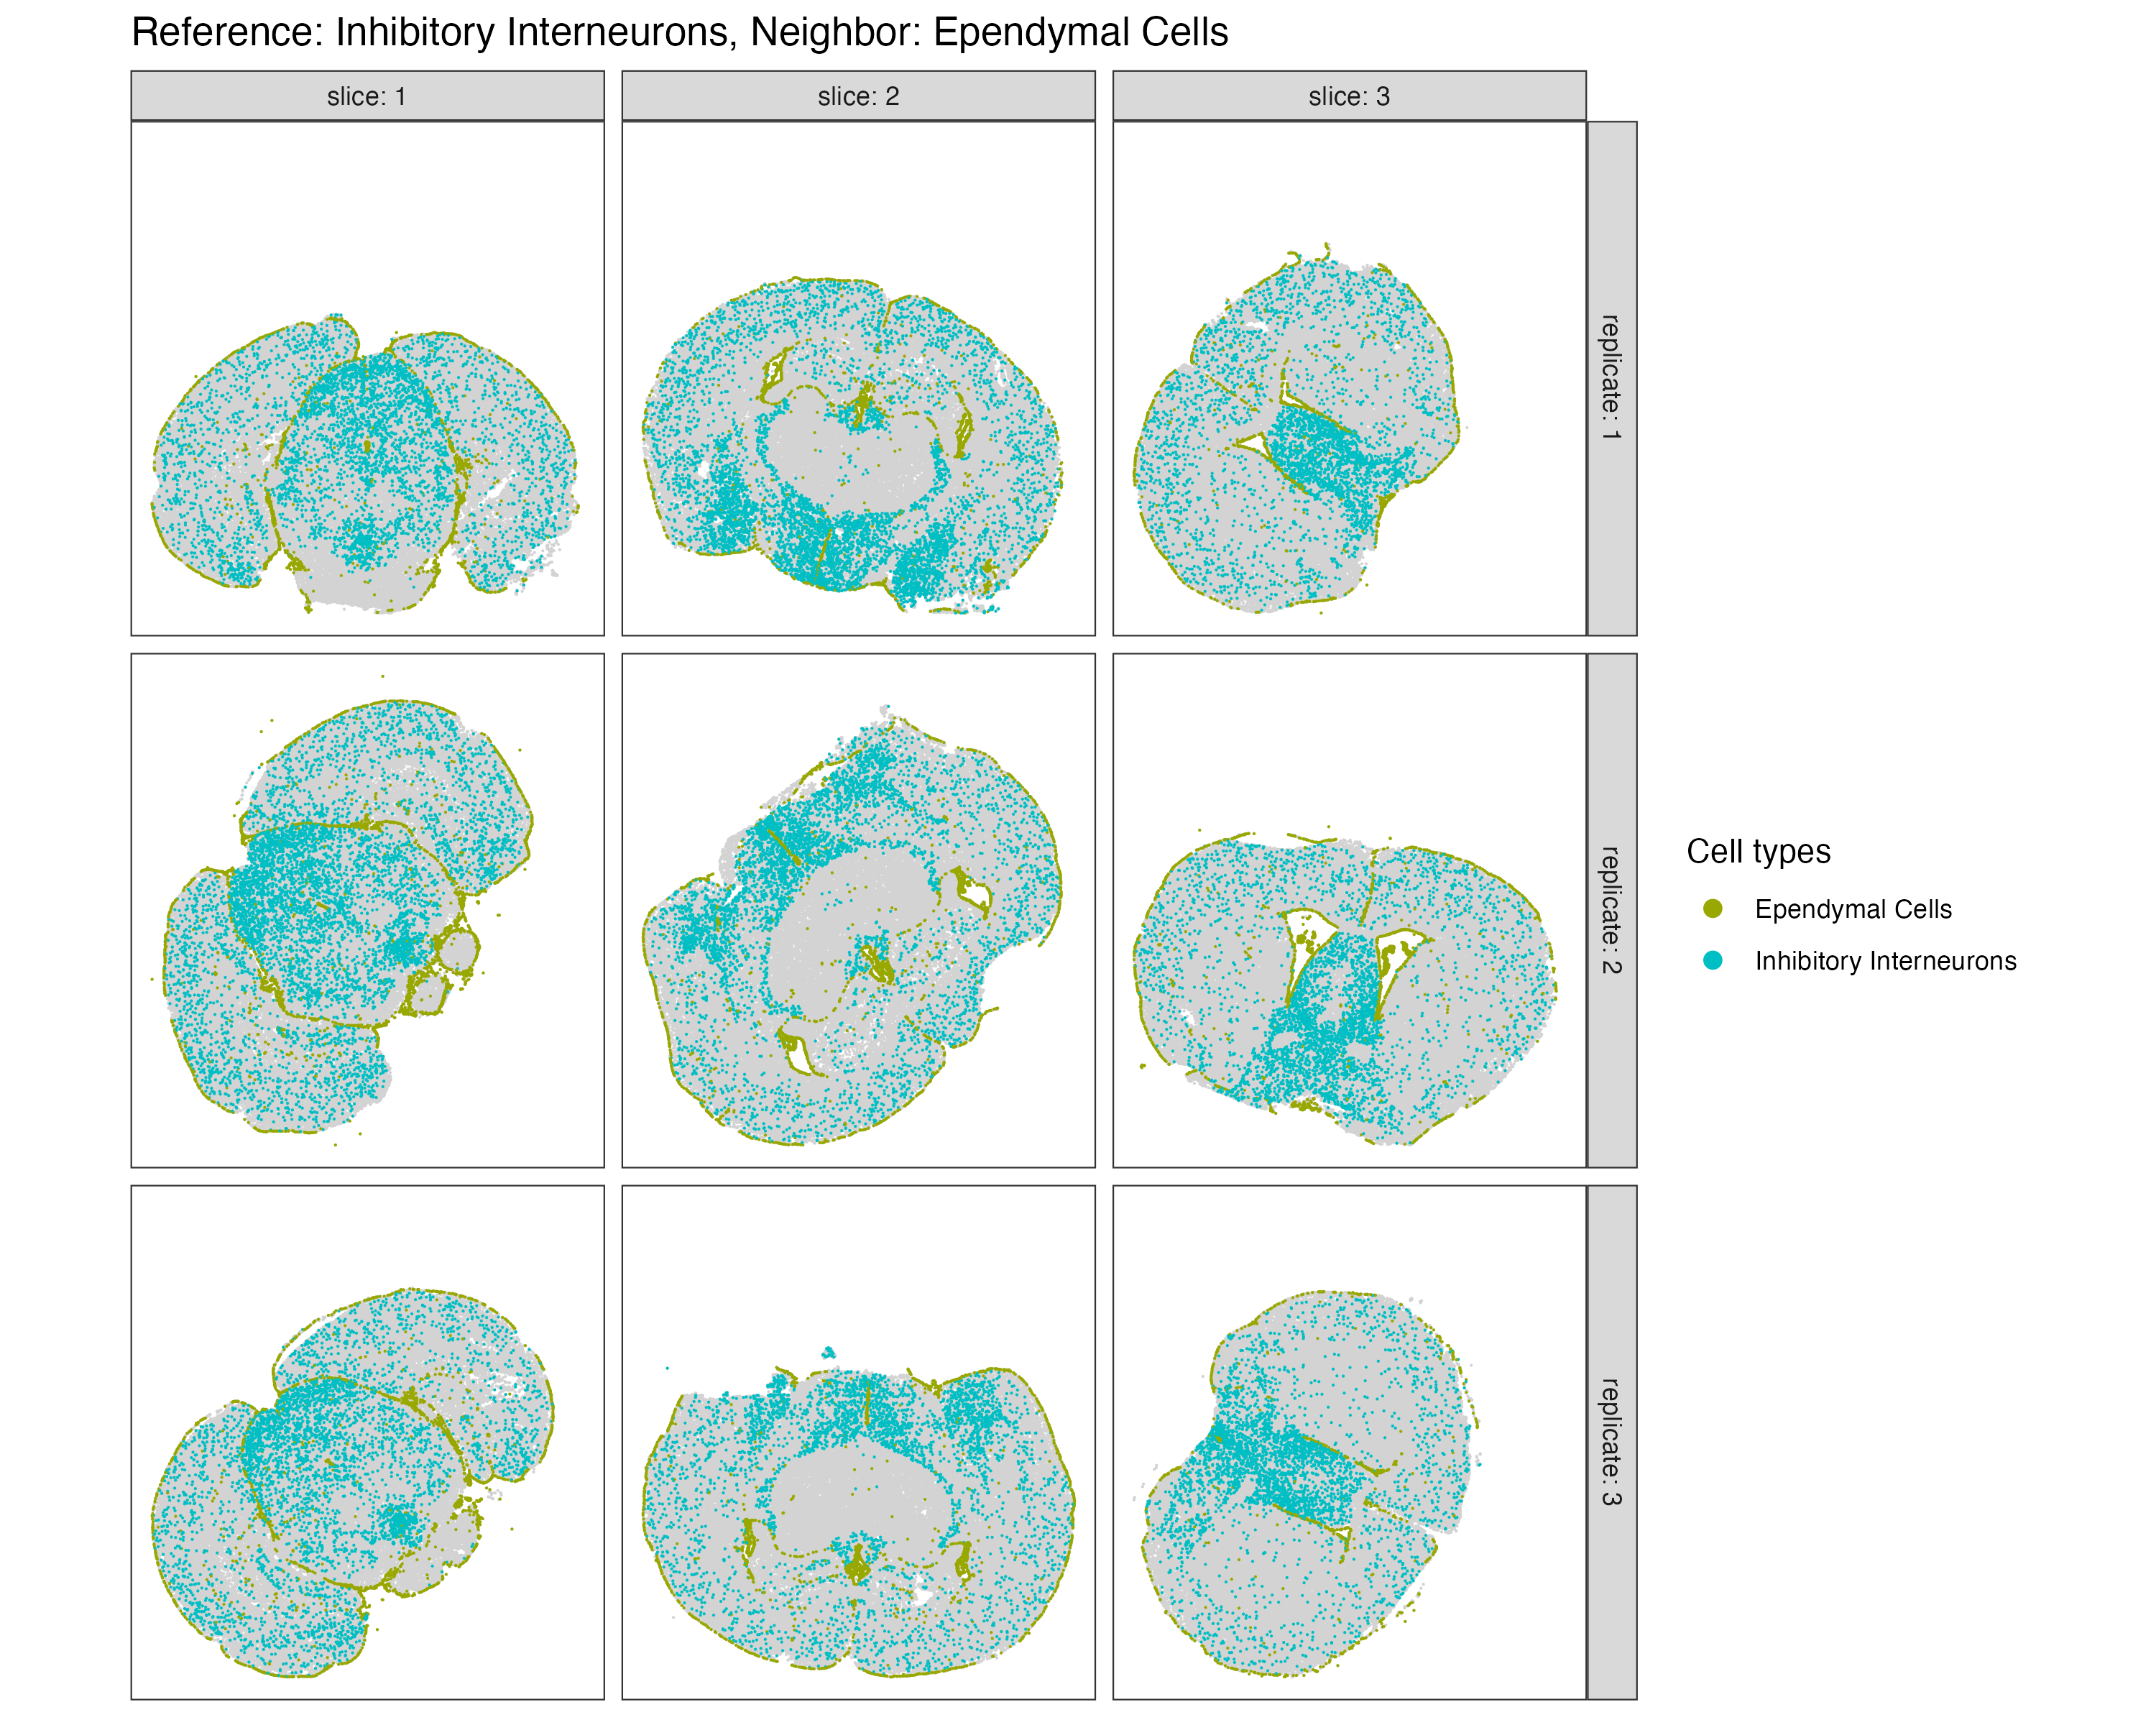 Reference: Inhibitory Interneurons, Neighbor: Ependymal Cells
slice: 1
slice: 2
slice: 3
replicate: 1
replicate: 2
replicate: 3
Cell types
Ependymal Cells
Inhibitory Interneurons